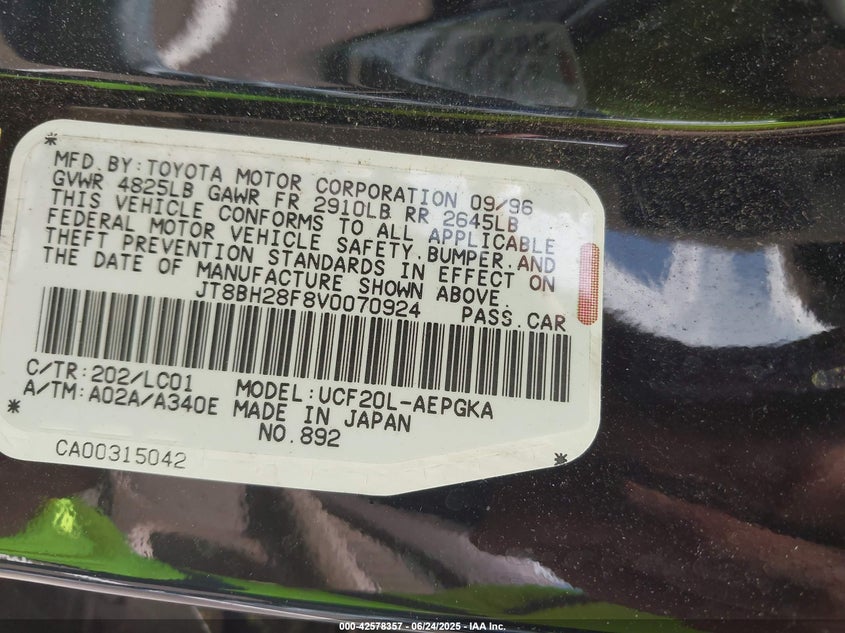 MFD. BY: TOYOTA MOTOR CORPORATION 09/96
GVWR 4825LB GAWR FR 2910LB RR 2645LB
THIS VEHICLE CONFORMS TO ALL APPLICABLE
FEDERAL MOTOR VEHICLE SAFETY, BUMPER, AND
THEFT PREVENTION STANDARDS IN EFFECT ON
THE DATE OF MANUFACTURE SHOWN ABOVE.
JT8BH28F8V0070924 PASS. CAR
C/TR: 202/LC01 MODEL: UCF20L-AEPGKA
A/TM: A02A/A340E MADE IN JAPAN
NO. 892
CA00315042
000-42578357 - 06/24/2025 - IAA Inc.